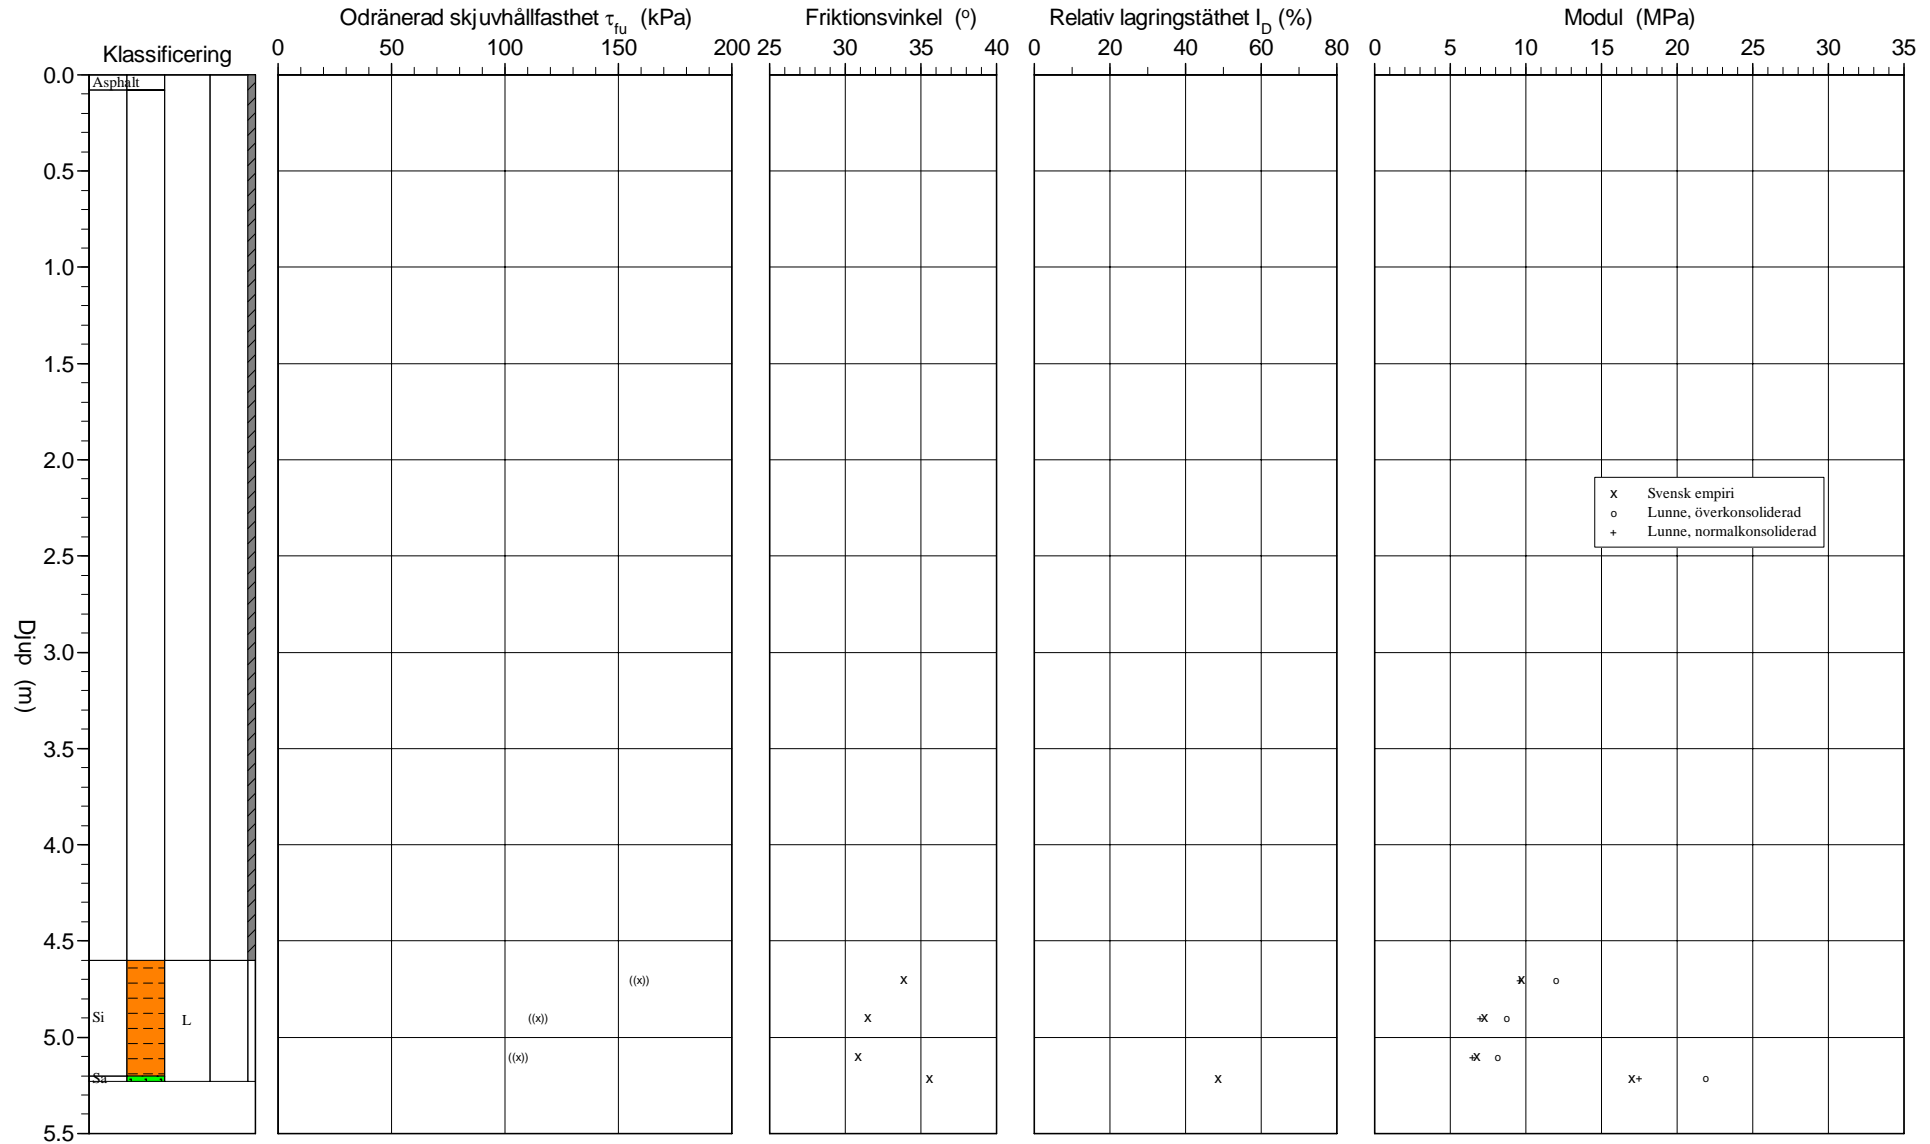 Odränerad skjuvhållfasthet τfu (kPa)
Friktionsvinkel (o)
Relativ lagringstäthet ID (%)
Modul (MPa)
Klassificering
0 50 100 150 200
25 30 35 40
0 20 40 60 80
0 5 10 15 20 25 30 35
0.0
Asphalt
0.5
1.0
1.5
2.0
x Svensk empiri
o Lunne, överkonsoliderad
+ Lunne, normalkonsoliderad
2.5
3.0
Djup (m)
3.5
4.0
4.5
((x)) x x o
Si L
((x)) x + x o
5.0
((x)) x + x o
Sa
x x x + o
5.5